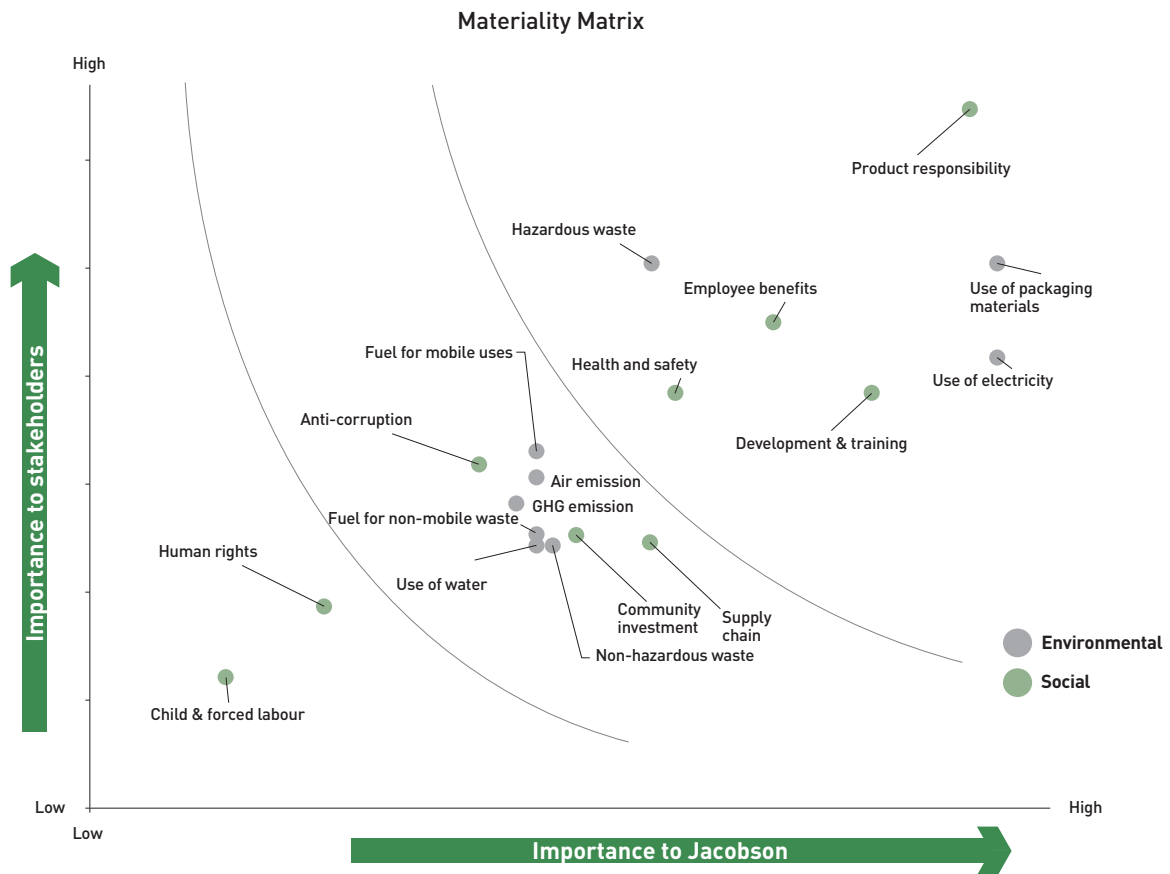 Materiality Matrix
High
Product responsibility
Hazardous waste
Employee benefits
Use of packaging
materials
Fuel for mobile uses
Health and safety
Use of electricity
Anti-corruption
Development & training
Air emission
GHG emission
Fuel for non-mobile waste
Human rights
Use of water
Community
investment
Supply
chain
Non-hazardous waste
Child & forced labour
Environmental
Social
Importance to stakeholders
Low
Low
High
Importance to Jacobson